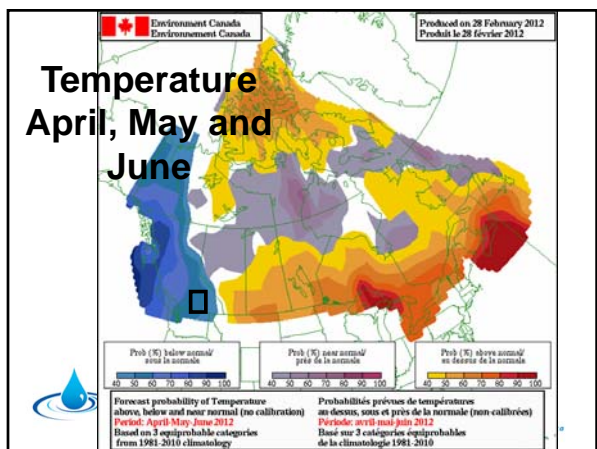 Environment Canada
Environnement Canada
Produced on 28 February 2012
Produit le 28 février 2012
Temperature
April, May and
June
Prob (%) below normal/
sous la normale
40 50 60 70 80 90 100
Prob (%) near normal/
près de la normale
40 50 60 70 80 90 100
Prob (%) above normal/
au dessus de la normale
40 50 60 70 80 90 100
Forecast probability of Temperature
above, below and near normal (no calibration)
Period: April-May-June 2012
Based on 3 equiprobable categories
from 1981-2010 climatology
Probabilités prévues de températures
au-dessus, sous et près de la normale (non-calibrées)
Période: avril-mai-juin 2012
Basé sur 3 catégories équiprobables
de la climatologie 1981-2010